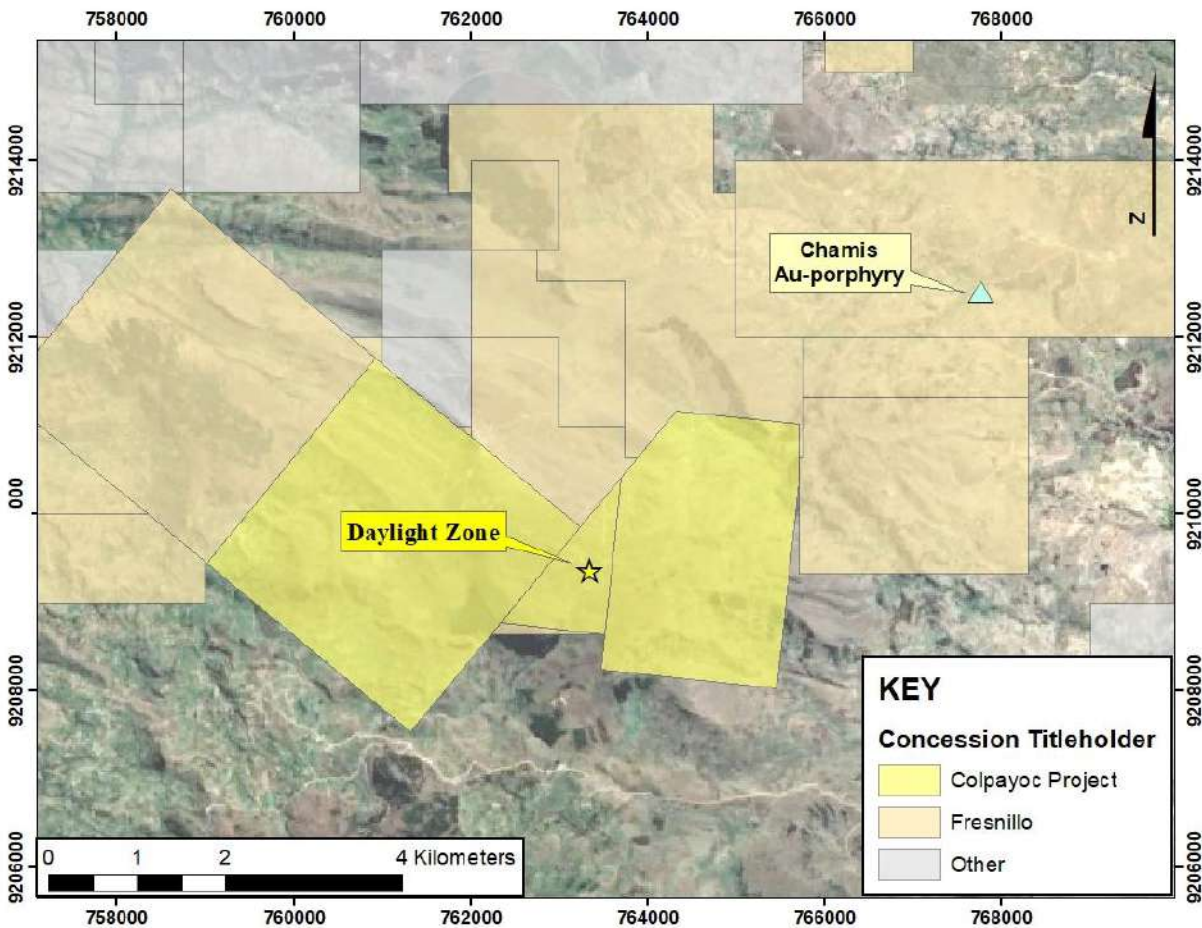 758000 760000 762000 764000 766000 768000
9214000 9214000
Z
Chamis
Au-porphyry
9212000 9212000
000 9210000
Daylight Zone
9208000 9208000
9206000 9206000
KEY
Concession Titleholder
Colpayoc Project
Fresnillo
Other
0 1 2 4 Kilometers
758000 760000 762000 764000 766000 768000